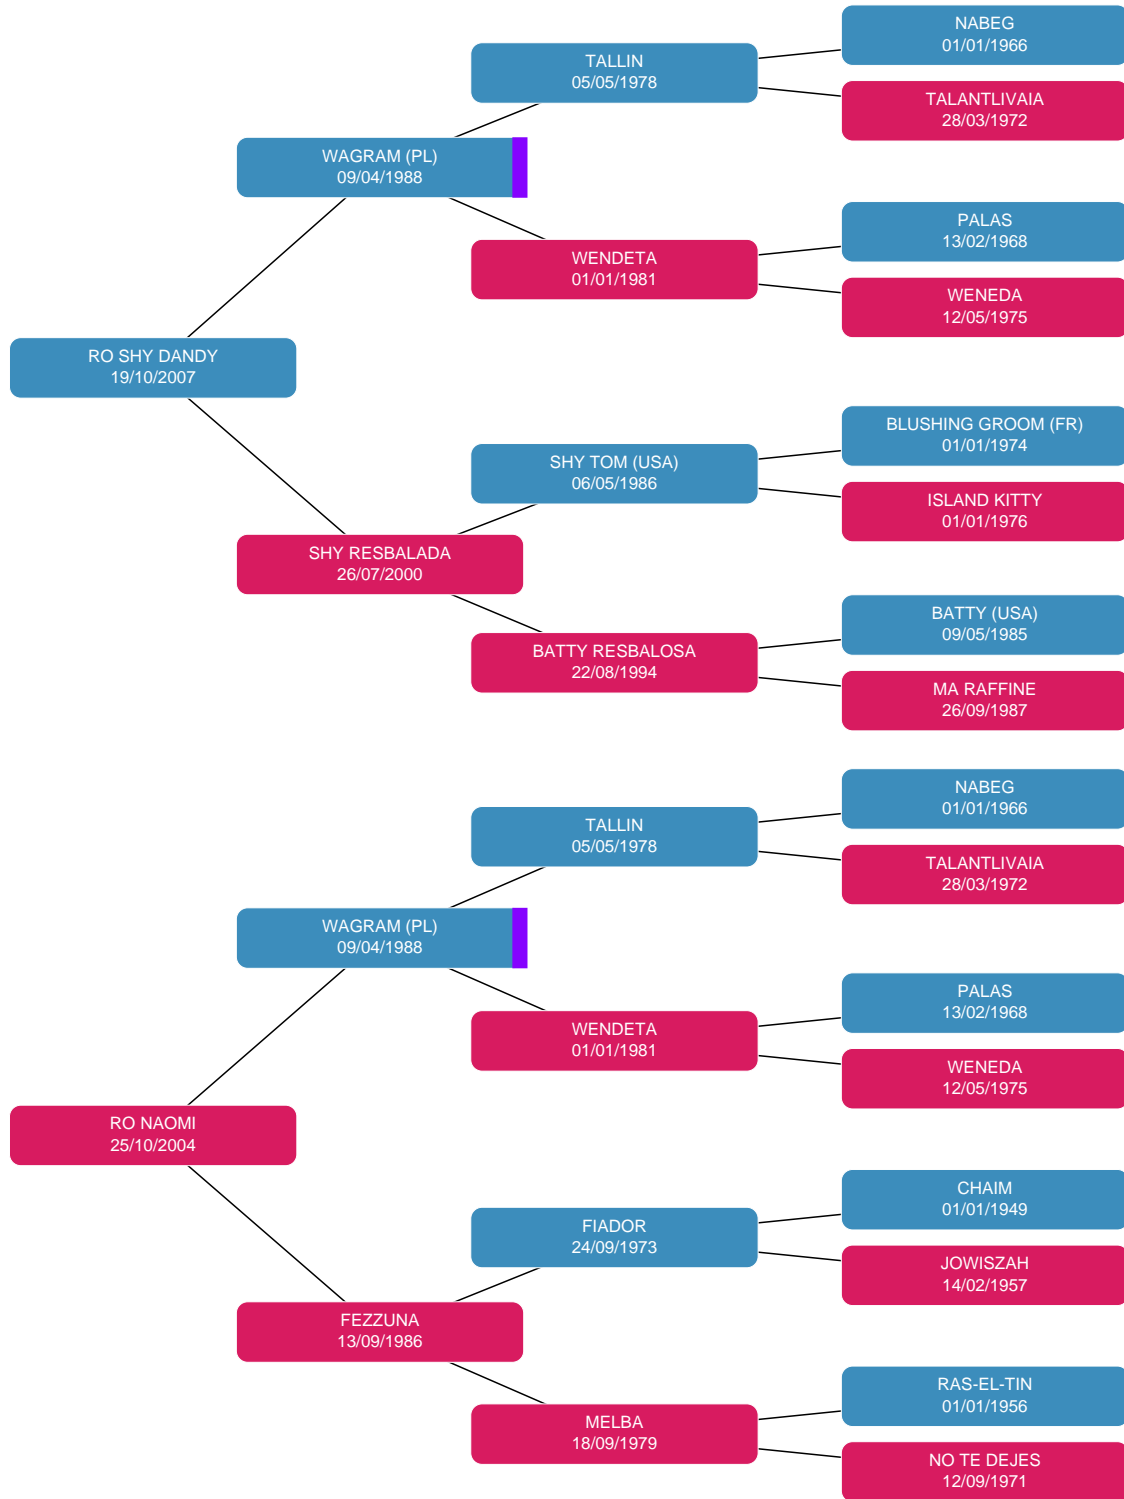 NABEG
01/01/1966
TALLIN
05/05/1978
TALANTLIVAIA
28/03/1972
WAGRAM (PL)
09/04/1988
PALAS
13/02/1968
WENDETA
01/01/1981
WENEDA
12/05/1975
RO SHY DANDY
19/10/2007
BLUSHING GROOM (FR)
01/01/1974
SHY TOM (USA)
06/05/1986
ISLAND KITTY
01/01/1976
SHY RESBALADA
26/07/2000
BATTY (USA)
09/05/1985
BATTY RESBALOSA
22/08/1994
MA RAFFINE
26/09/1987
NABEG
01/01/1966
TALLIN
05/05/1978
TALANTLIVAIA
28/03/1972
WAGRAM (PL)
09/04/1988
PALAS
13/02/1968
WENDETA
01/01/1981
WENEDA
12/05/1975
RO NAOMI
25/10/2004
CHAIM
01/01/1949
FIADOR
24/09/1973
JOWISZAH
14/02/1957
FEZZUNA
13/09/1986
RAS-EL-TIN
01/01/1956
MELBA
18/09/1979
NO TE DEJES
12/09/1971